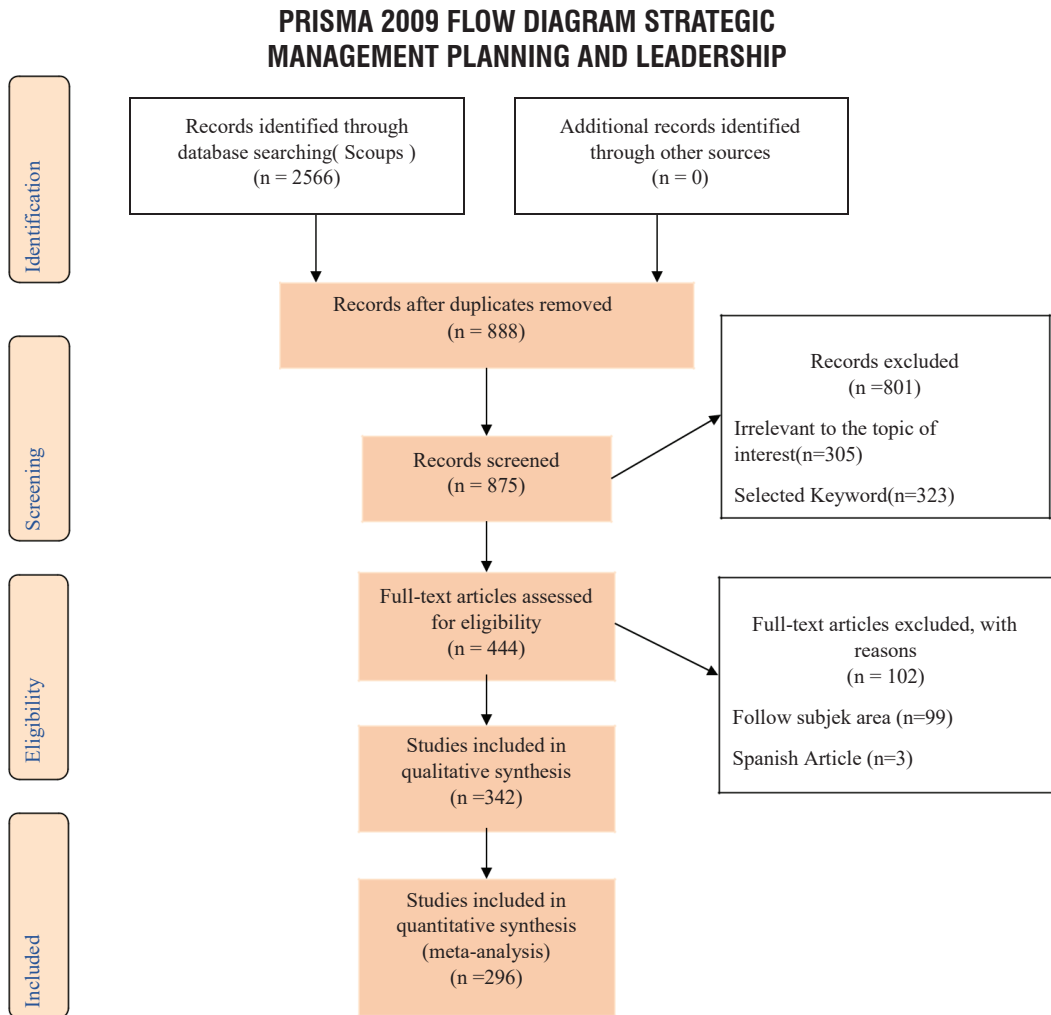 PRISMA 2009 FLOW DIAGRAM STRATEGIC
MANAGEMENT PLANNING AND LEADERSHIP
Identification
Records identified through
database searching( Scoups )
(n = 2566)
Additional records identified
through other sources
(n = 0)
Records after duplicates removed
(n = 888)
Screening
Records screened
(n = 875)
Records excluded
(n =801)
Irrelevant to the topic of
interest(n=305)
Selected Keyword(n=323)
Eligibility
Full-text articles assessed
for eligibility
(n = 444)
Full-text articles excluded, with
reasons
(n = 102)
Follow subjek area (n=99)
Spanish Article (n=3)
Studies included in
qualitative synthesis
(n =342)
Included
Studies included in
quantitative synthesis
(meta-analysis)
(n =296)